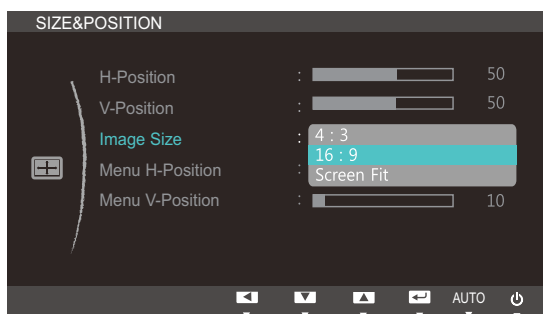 SIZE&POSITION
H-Position : 50
V-Position : 50
Image Size : 4 : 3
16 : 9
Menu H-Position :
Screen Fit
Menu V-Position : 10
AUTO